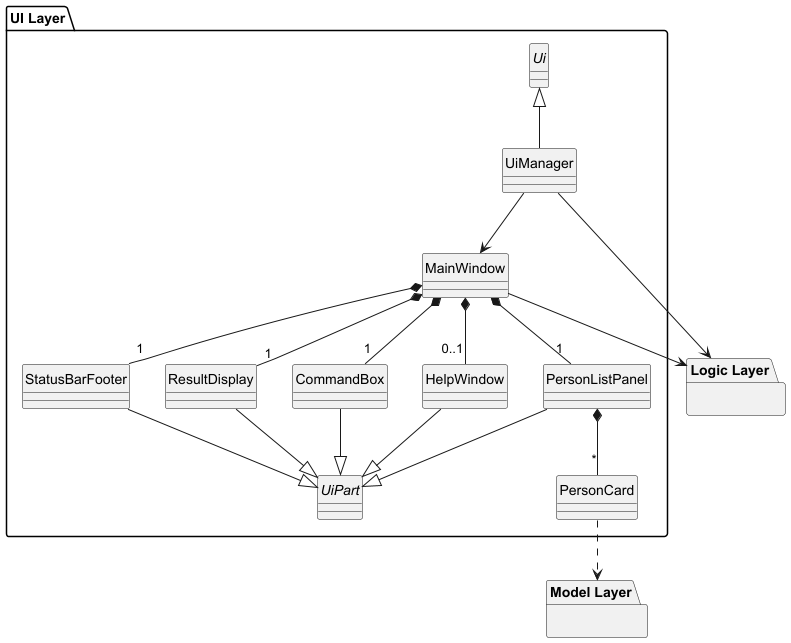 UI Layer
Ui
UiManager
MainWindow
1
1
1
0..1
1
Logic Layer
StatusBarFooter
ResultDisplay
CommandBox
HelpWindow
PersonListPanel
*
UiPart
PersonCard
Model Layer